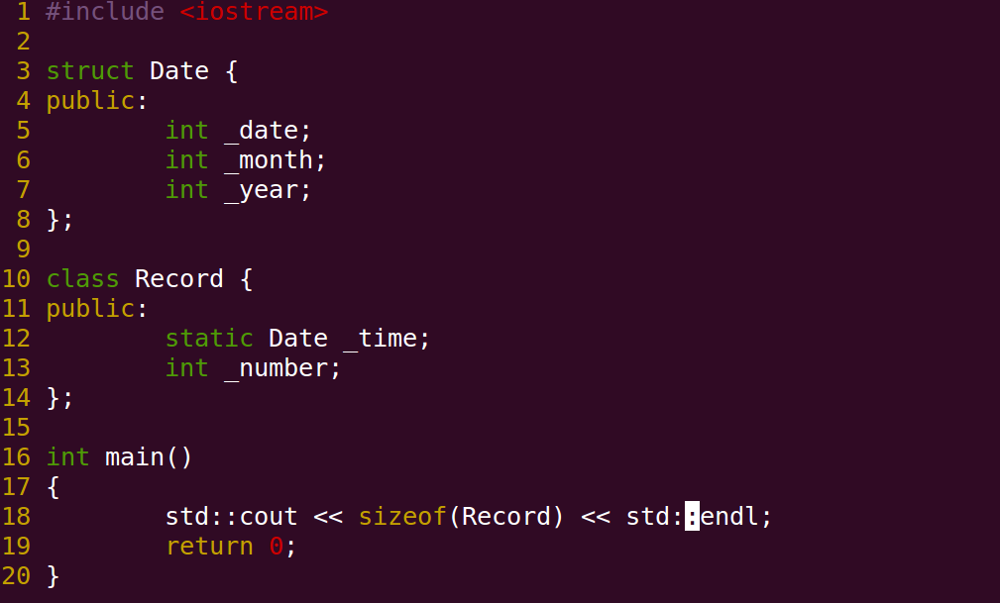 1 #include <iostream>
2
3 struct Date {
4 public:
5         int _date;
6         int _month;
7         int _year;
8 };
9
10 class Record {
11 public:
12         static Date _time;
13         int _number;
14 };
15
16 int main()
17 {
18         std::cout << sizeof(Record) << std::endl;
19         return 0;
20 }